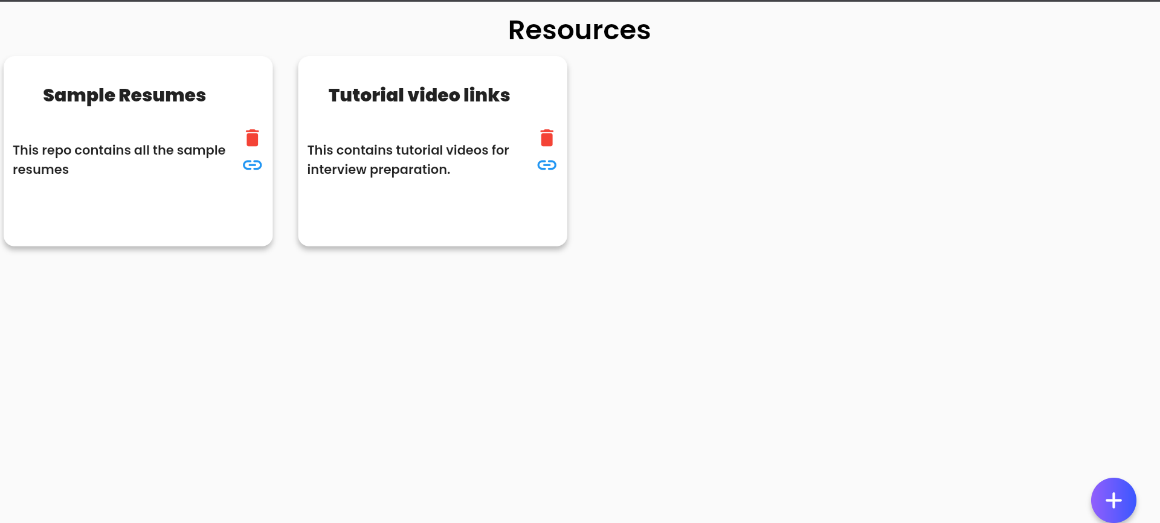 Resources
Sample Resumes
This repo contains all the sample
resumes
Tutorial video links
This contains tutorial videos for
interview preparation.